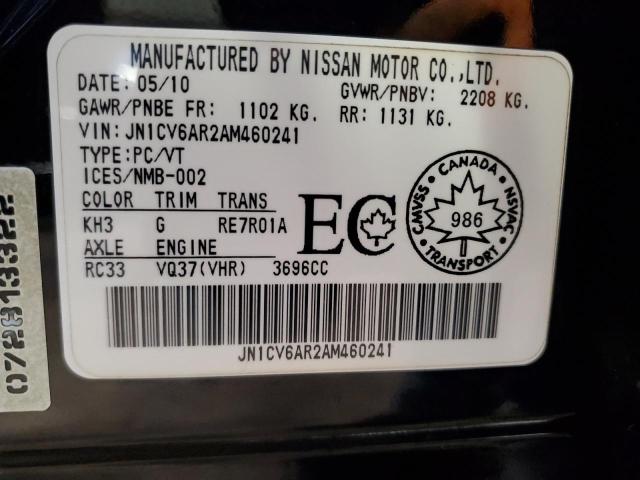 MANUFACTURED BY NISSAN MOTOR CO.,LTD.
DATE: 05/10 GVWR/PNBV: 2208 KG.
GAWR/PNBE FR: 1102 KG. RR: 1131 KG.
VIN: JN1CV6AR2AM460241
TYPE: PC/VT
ICES/NMB-002
COLOR TRIM TRANS
KH3 G RE7R01A
AXLE ENGINE
RC33 VQ37(VHR) 3696CC
EC
CANADA
CMVSS
NSVAC
986
TRANSPORT
JN1CV6AR2AM460241
072813322